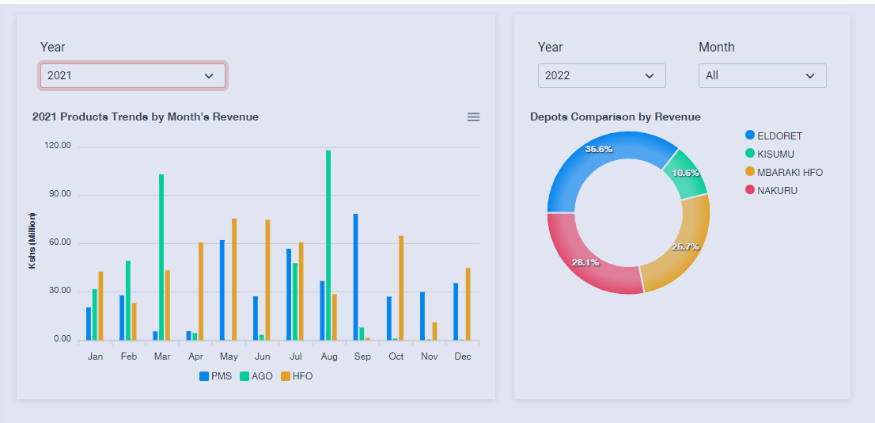 Year
2021
2021 Products Trends by Month's Revenue
Kshs (Million)
120.00
90.00
60.00
30.00
0.00
Jan Feb Mar Apr May Jun Jul Aug Sep Oct Nov Dec
PMS AGO HFO
Year Month
2022 All
Depots Comparison by Revenue
36.6%
10.6%
26.7%
28.1%
ELDORET
KISUMU
MBARAKI HFO
NAKURU